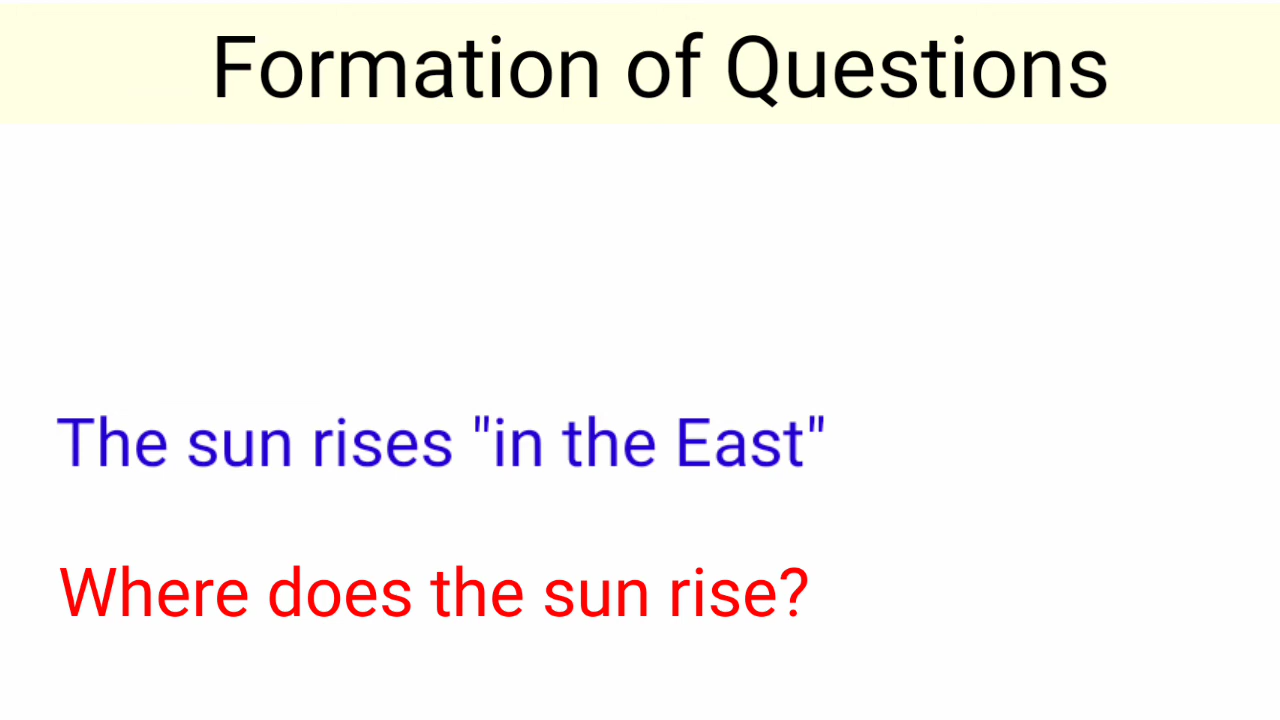 Formation of Questions
The sun rises "in the East"
Where does the sun rise?